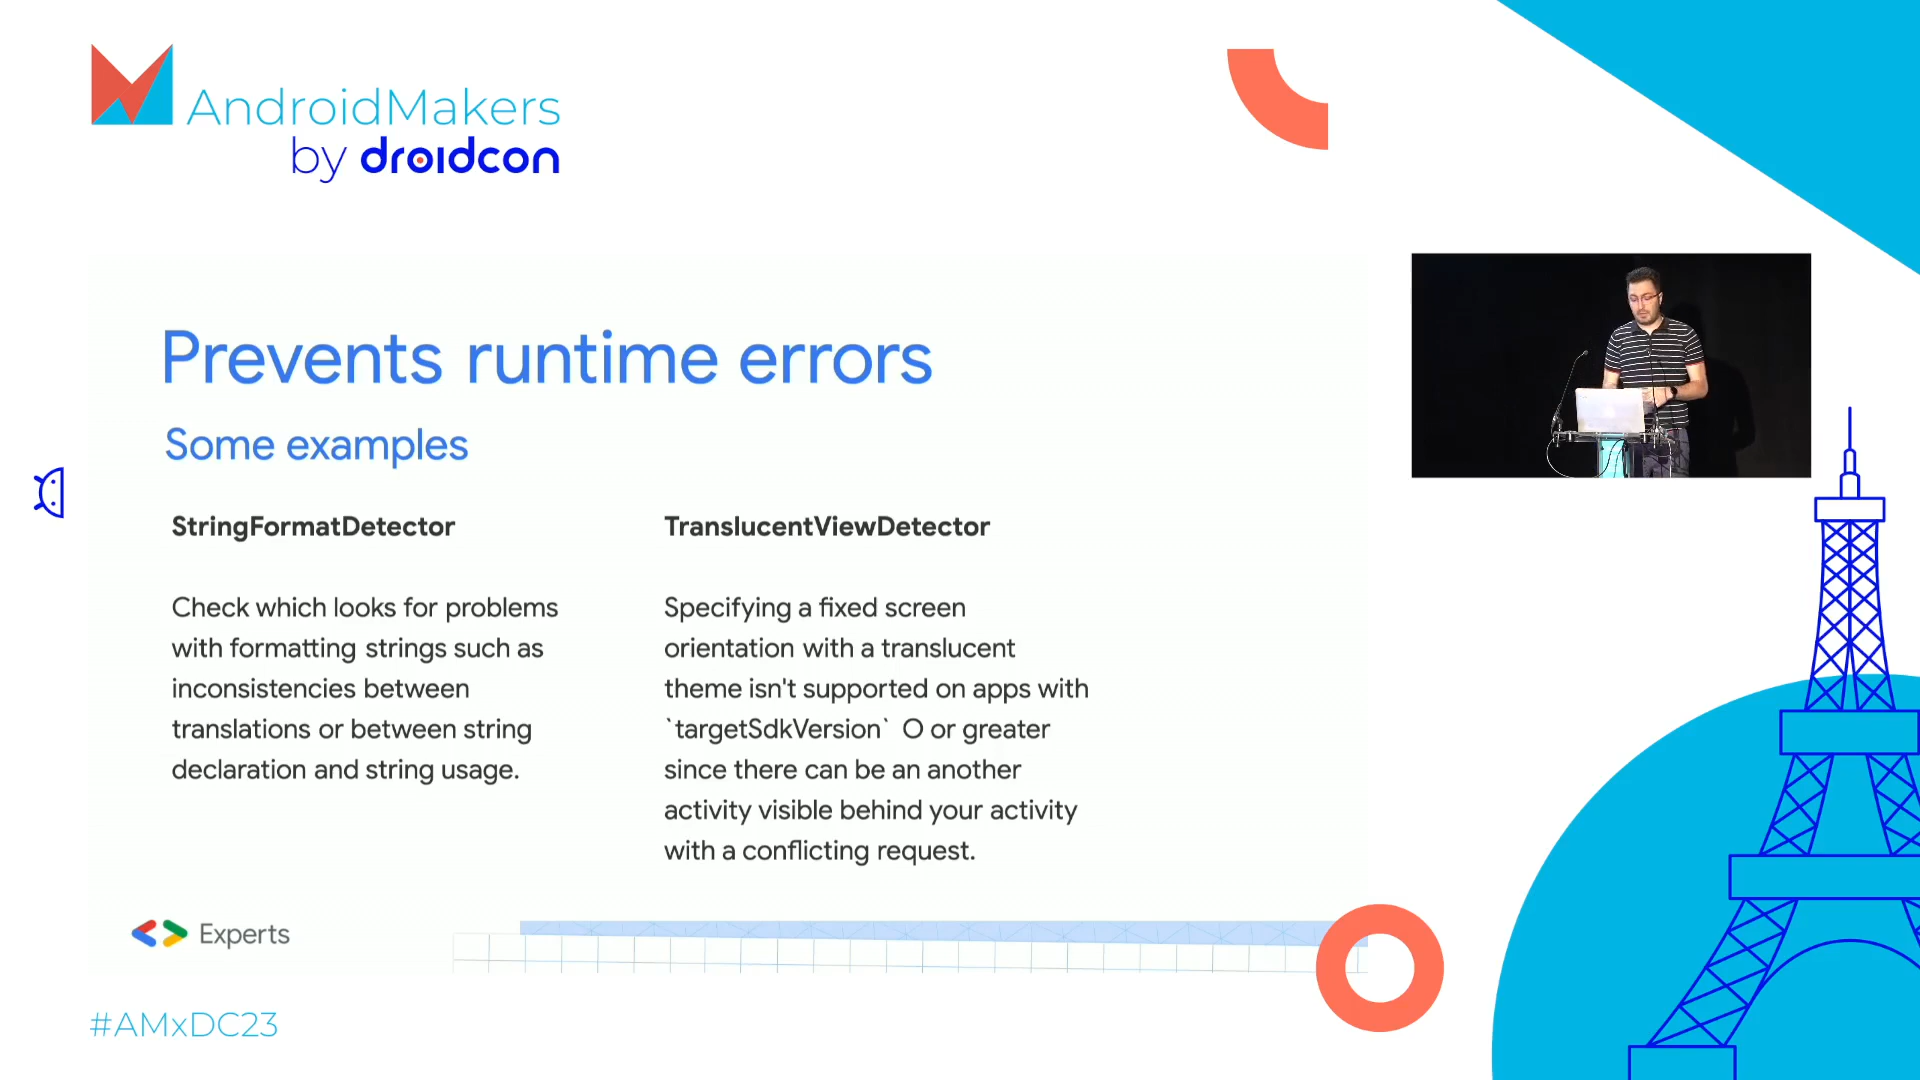 AndroidMakers
by droidcon
Prevents runtime errors
Some examples
StringFormatDetector
Check which looks for problems
with formatting strings such as
inconsistencies between
translations or between string
declaration and string usage.
TranslucentViewDetector
Specifying a fixed screen
orientation with a translucent
theme isn't supported on apps with
`targetSdkVersion` O or greater
since there can be an another
activity visible behind your activity
with a conflicting request.
Experts
#AMxDC23